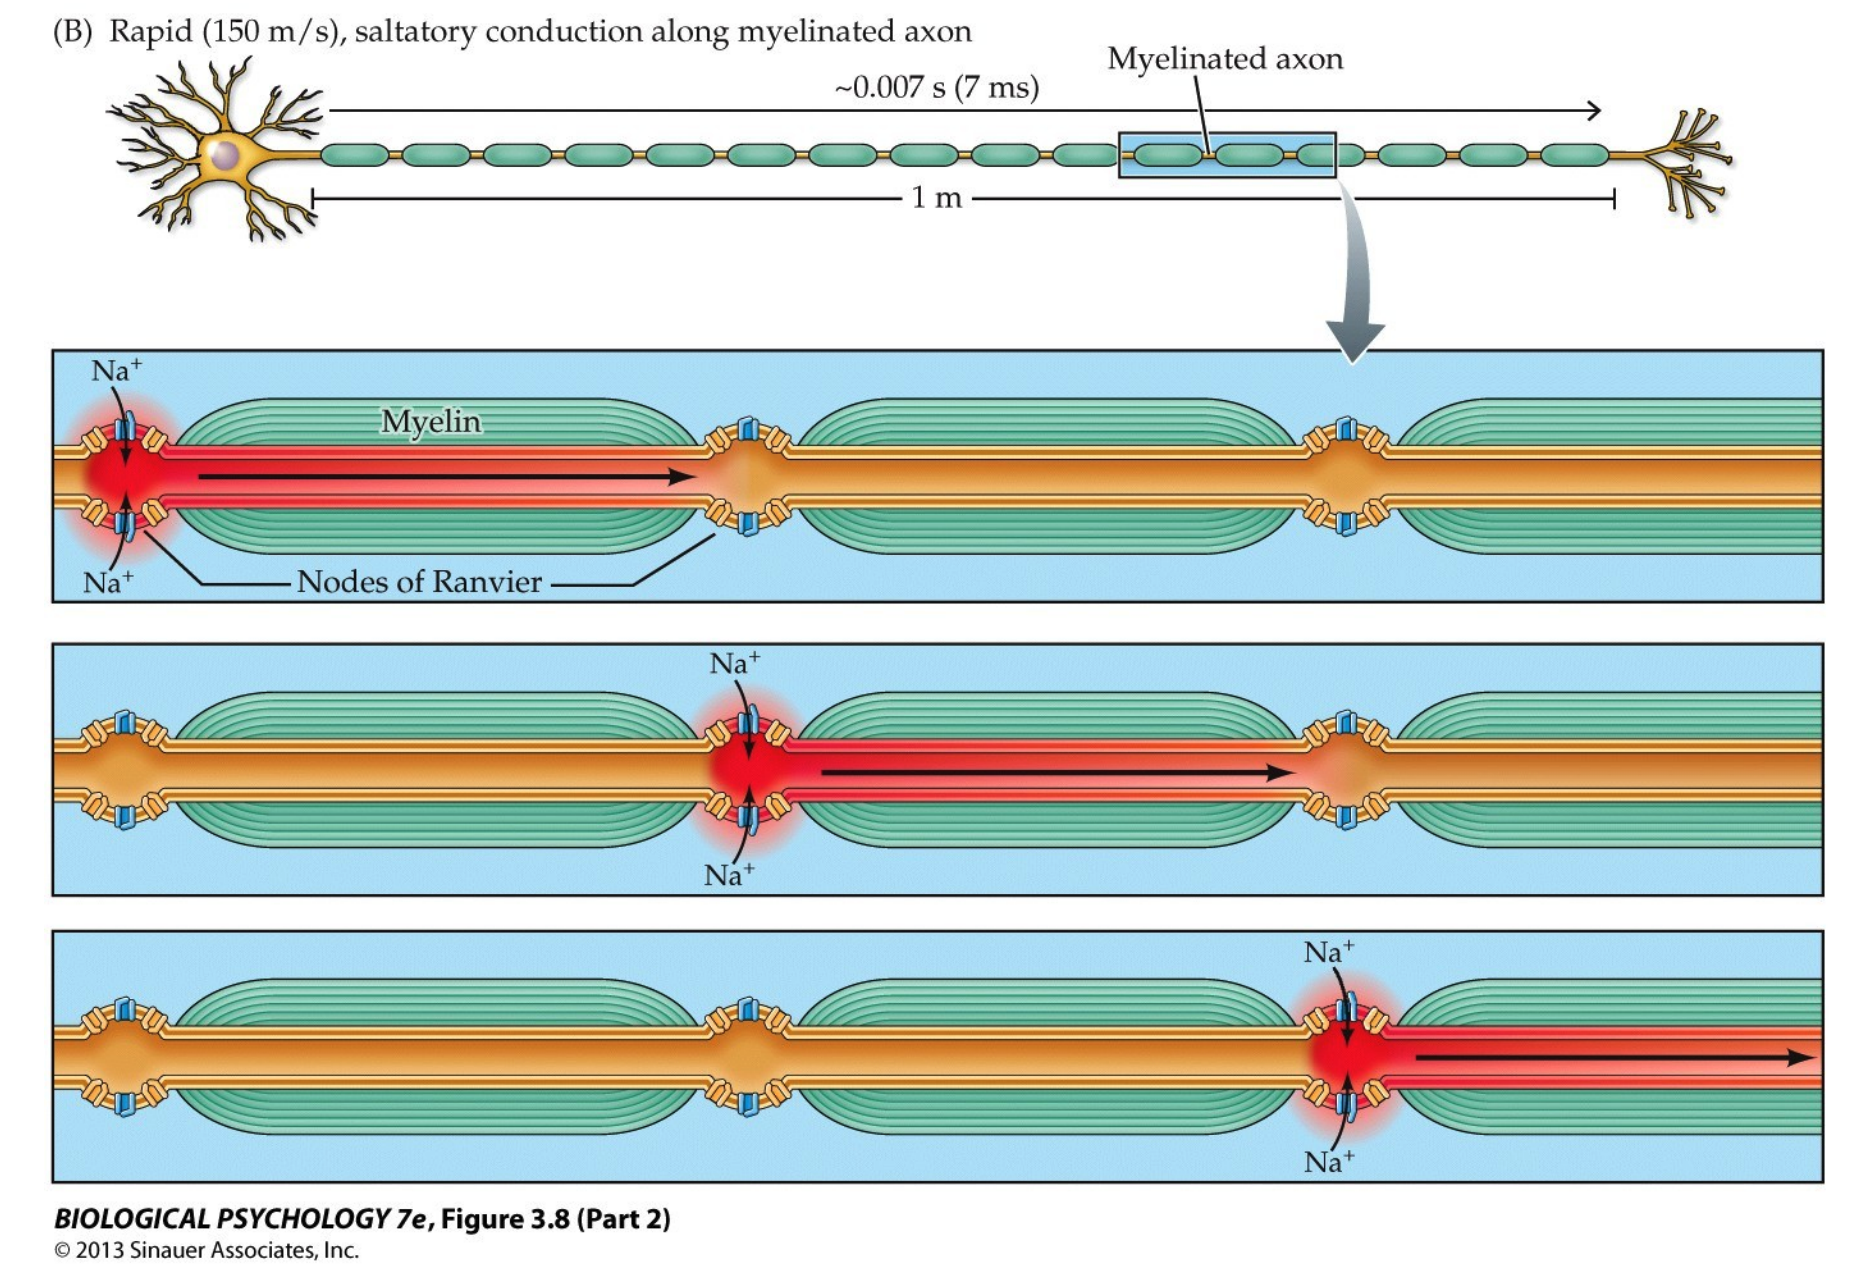 (B) Rapid (150 m/s), saltatory conduction along myelinated axon
Myelinated axon
~0.007 s (7 ms)
1 m
Na⁺
Myelin
Nodes of Ranvier
Na⁺
Na⁺
Na⁺
Na⁺
Na⁺
BIOLOGICAL PSYCHOLOGY 7e, Figure 3.8 (Part 2)
© 2013 Sinauer Associates, Inc.